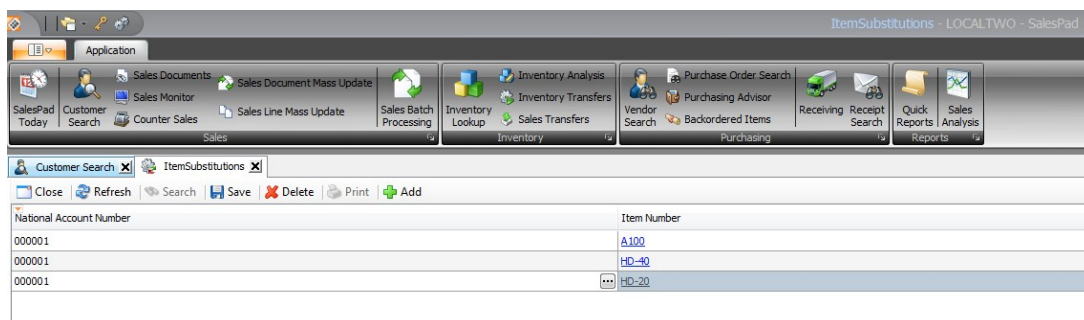 ItemSubstitutions - LOCALTWO - SalesPad
Application
SalesPad Today
Customer Search
Sales Documents
Sales Monitor
Counter Sales
Sales Document Mass Update
Sales Line Mass Update
Sales Batch Processing
Sales
Inventory Lookup
Inventory Analysis
Inventory Transfers
Sales Transfers
Inventory
Vendor Search
Purchase Order Search
Purchasing Advisor
Backordered Items
Receiving
Receipt Search
Purchasing
Quick Reports
Sales Analysis
Reports
Customer Search
ItemSubstitutions
Close Refresh Search Save Delete Print Add
National Account Number Item Number
000001 A100
000001 HD-40
000001 ... HD-20